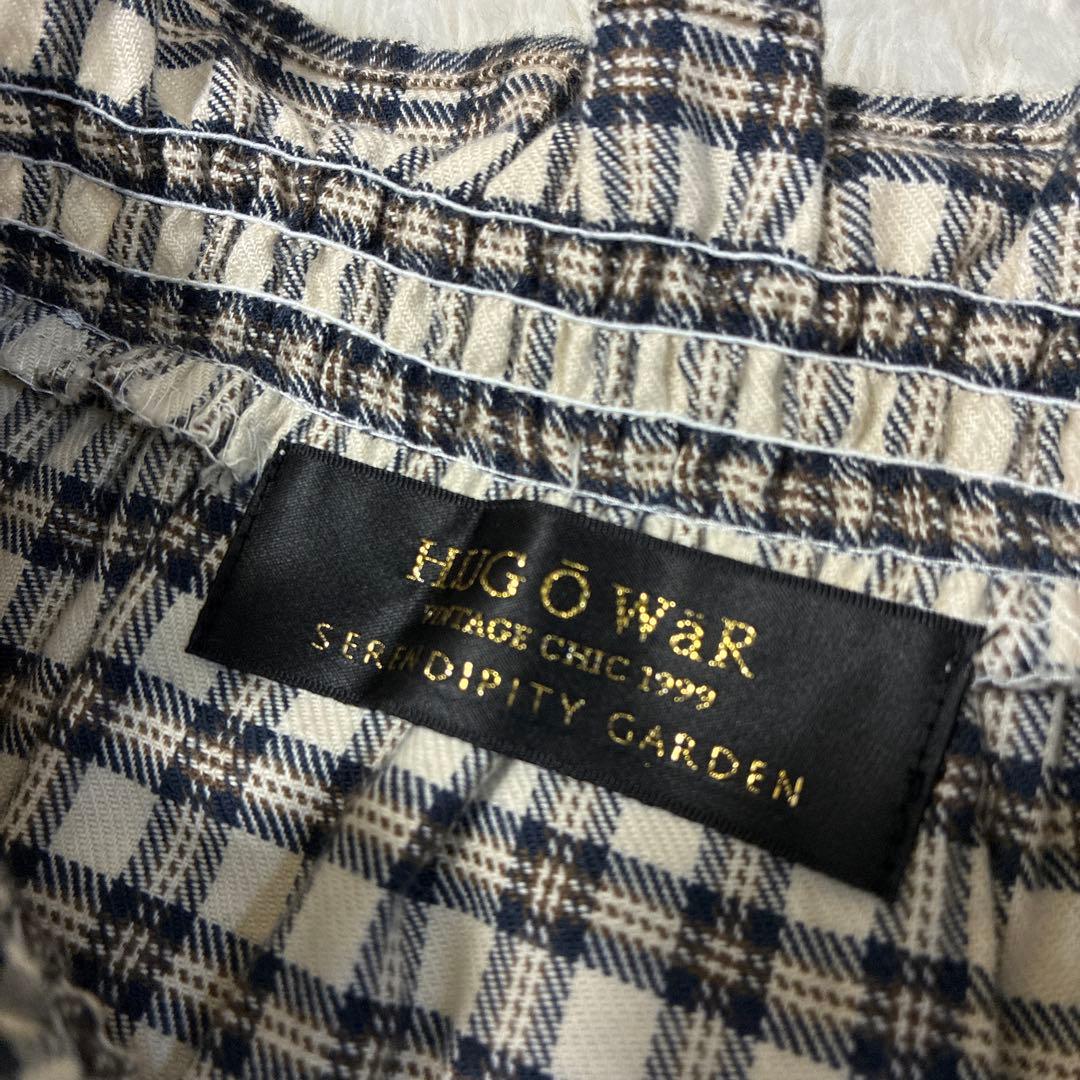 HUG Ō WäR
VINTAGE CHIC 1999
SERENDIPITY GARDEN